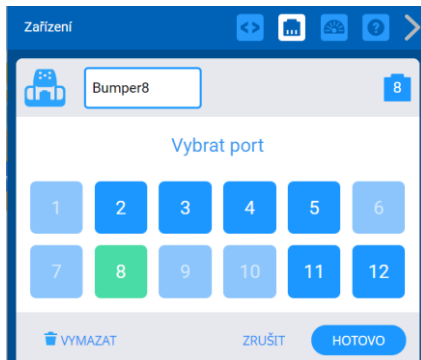 Zařízení
Bumper8
8
Vybrat port
1 2 3 4 5 6
7 8 9 10 11 12
VYMAZAT ZRUŠIT HOTOVO